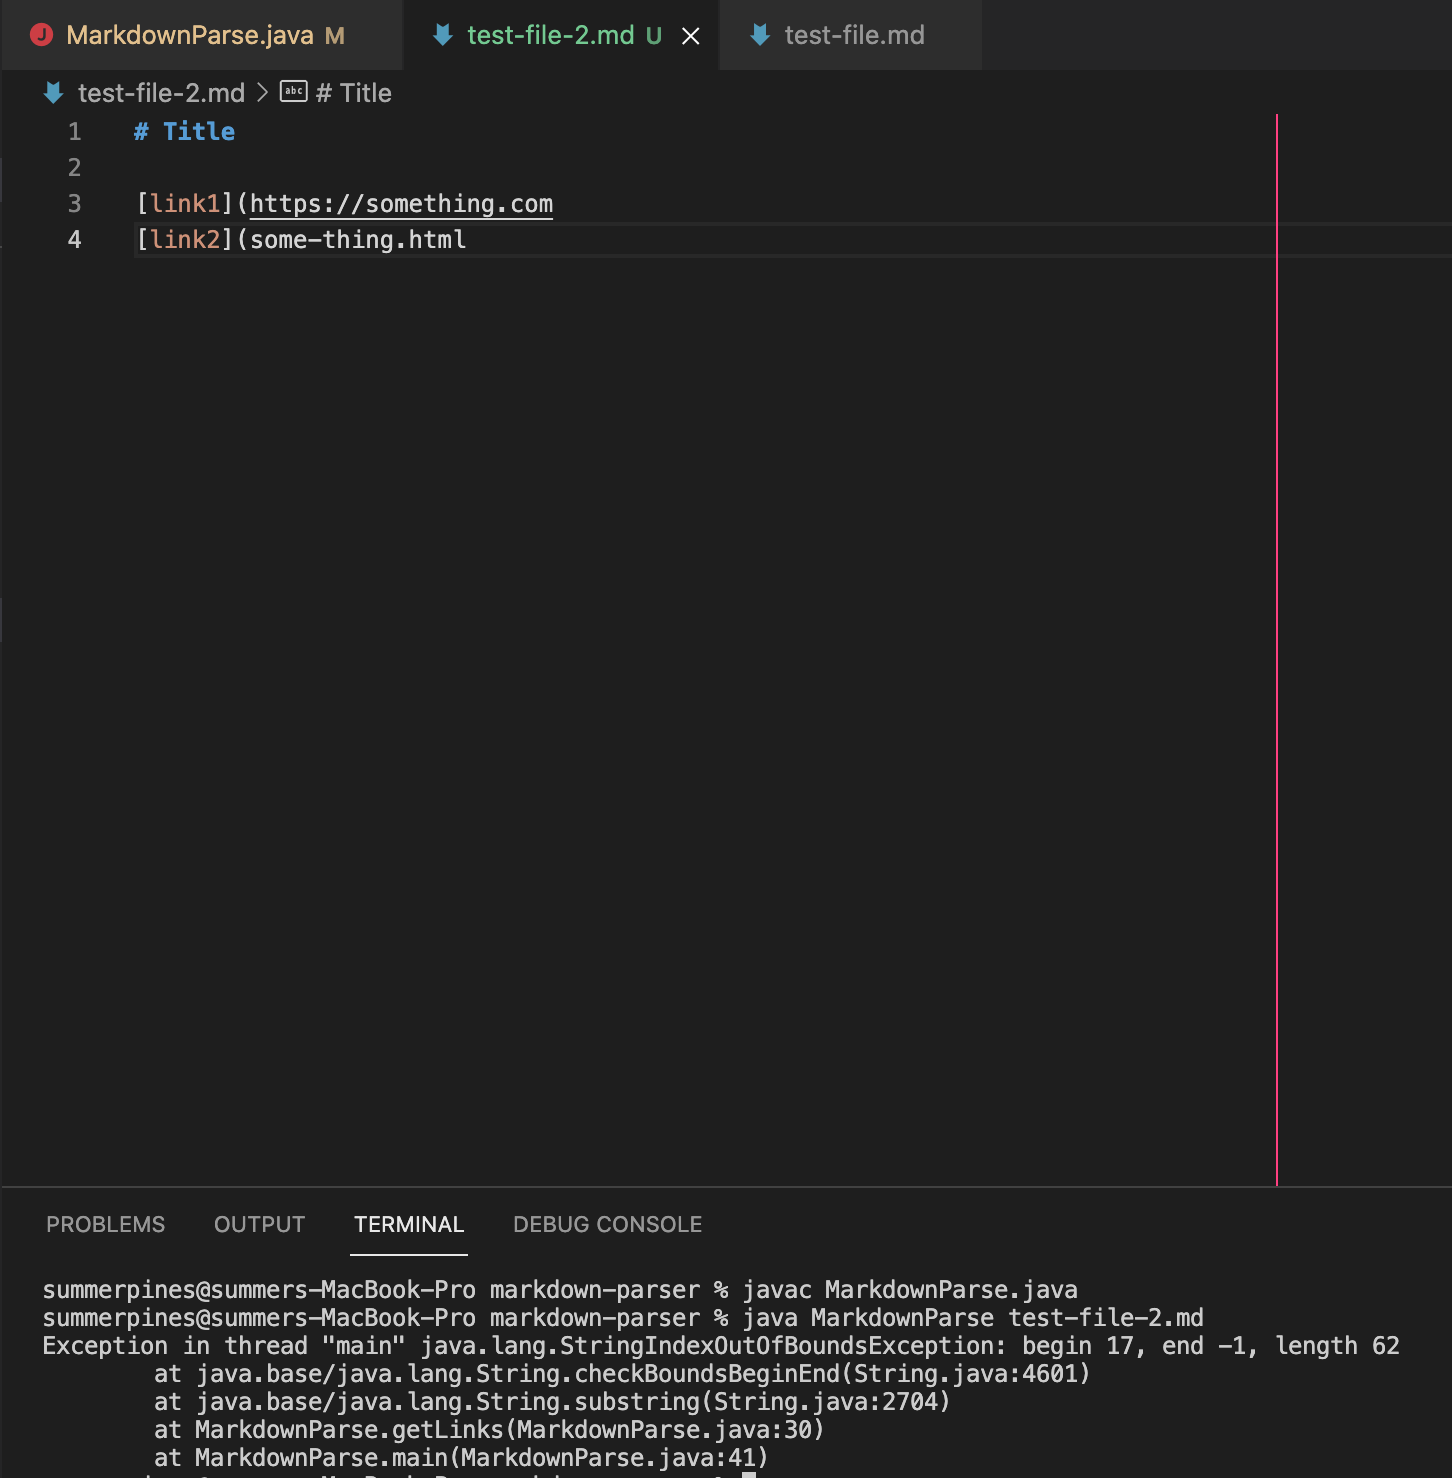 MarkdownParse.java M test-file-2.md U test-file.md
test-file-2.md > abc # Title
1 # Title
2
3 [link1](https://something.com
4 [link2](some-thing.html
PROBLEMS OUTPUT TERMINAL DEBUG CONSOLE
summerpines@summers-MacBook-Pro markdown-parser % javac MarkdownParse.java
summerpines@summers-MacBook-Pro markdown-parser % java MarkdownParse test-file-2.md
Exception in thread "main" java.lang.StringIndexOutOfBoundsException: begin 17, end -1, length 62
at java.base/java.lang.String.checkBoundsBeginEnd(String.java:4601)
at java.base/java.lang.String.substring(String.java:2704)
at MarkdownParse.getLinks(MarkdownParse.java:30)
at MarkdownParse.main(MarkdownParse.java:41)